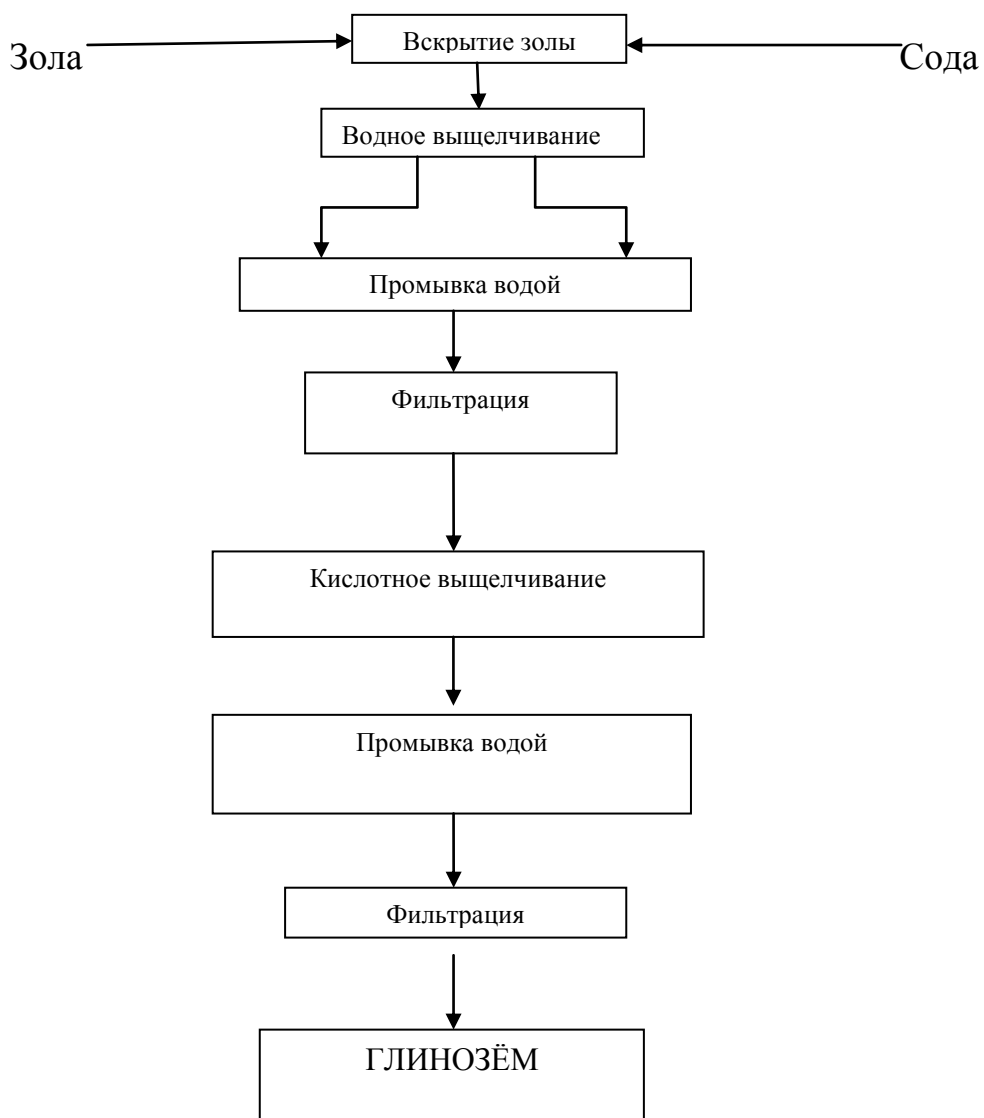 Вскрытие золы
Зола
Сода
Водное выщелчивание
Промывка водой
Фильтрация
Кислотное выщелчивание
Промывка водой
Фильтрация
ГЛИНОЗЁМ